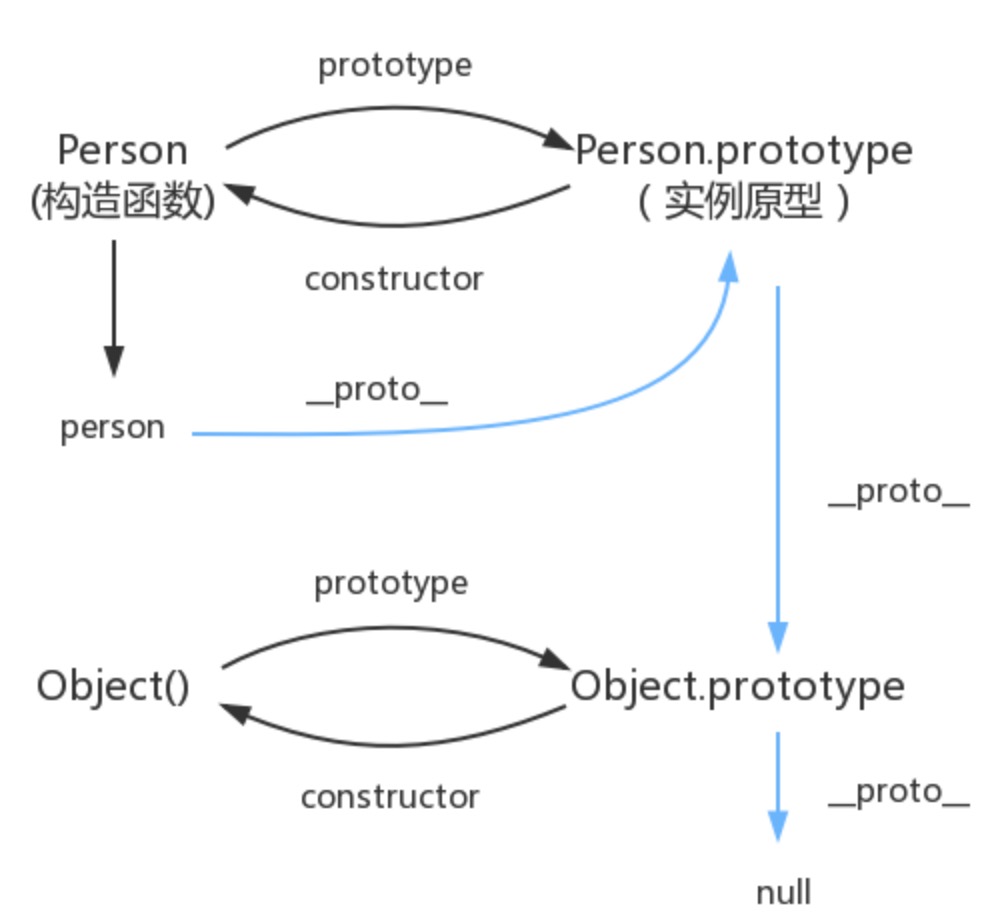 prototype
Person
Person.prototype
(构造函数)
（实例原型）
constructor
__proto__
person
__proto__
prototype
Object()
Object.prototype
constructor
__proto__
null